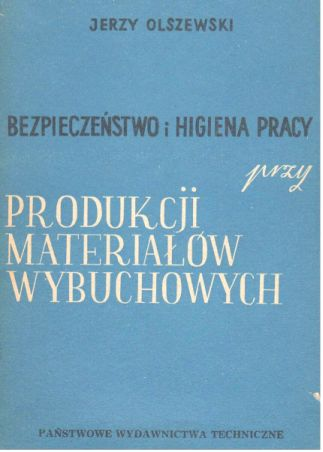 JERZY OLSZEWSKI
BEZPIECZEŃSTWO i HIGIENA PRACY
przy
PRODUKCJI
MATERIAŁÓW
WYBUCHOWYCH
PAŃSTWOWE WYDAWNICTWA TECHNICZNE